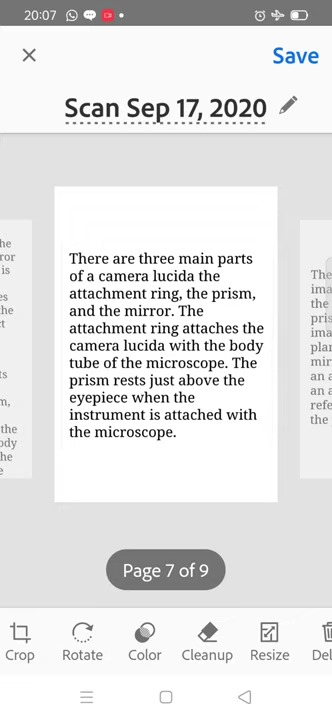 20:07
Save
Scan Sep 17, 2020
There are three main parts
of a camera lucida the
attachment ring, the prism,
and the mirror. The
attachment ring attaches the
camera lucida with the body
tube of the microscope. The
prism rests just above the
eyepiece when the
instrument is attached with
the microscope.
Page 7 of 9
Crop Rotate Color Cleanup Resize Del